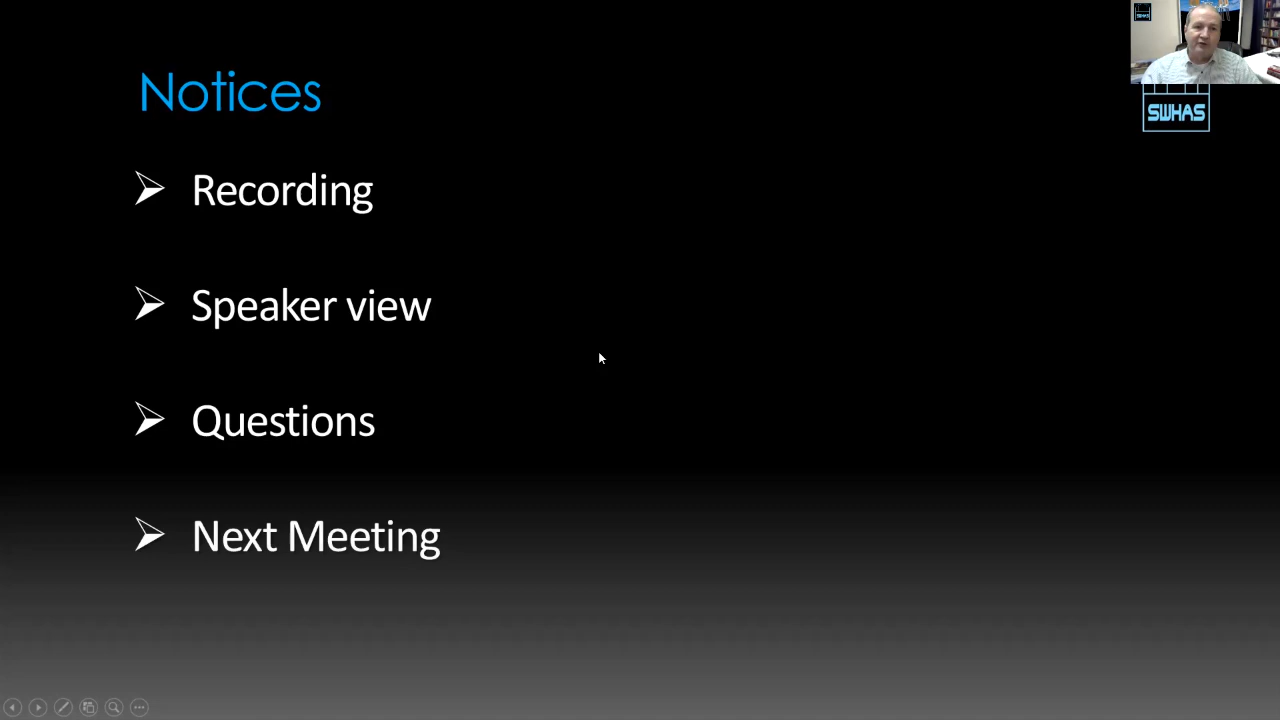 Notices
SWHAS
Recording
Speaker view
Questions
Next Meeting